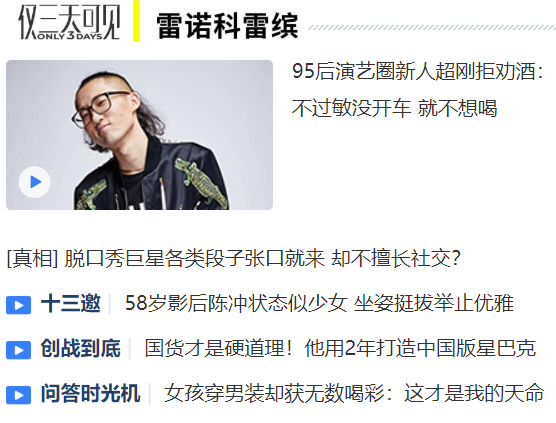 仅三天可见
ONLY 3 DAYS
雷诺科雷缤
95后演艺圈新人超刚拒劝酒：
不过敏没开车 就不想喝
[真相] 脱口秀巨星各类段子张口就来 却不擅长社交？
十三邀 58岁影后陈冲状态似少女 坐姿挺拔举止优雅
创战到底 国货才是硬道理！他用2年打造中国版星巴克
问答时光机 女孩穿男装却获无数喝彩：这才是我的天命